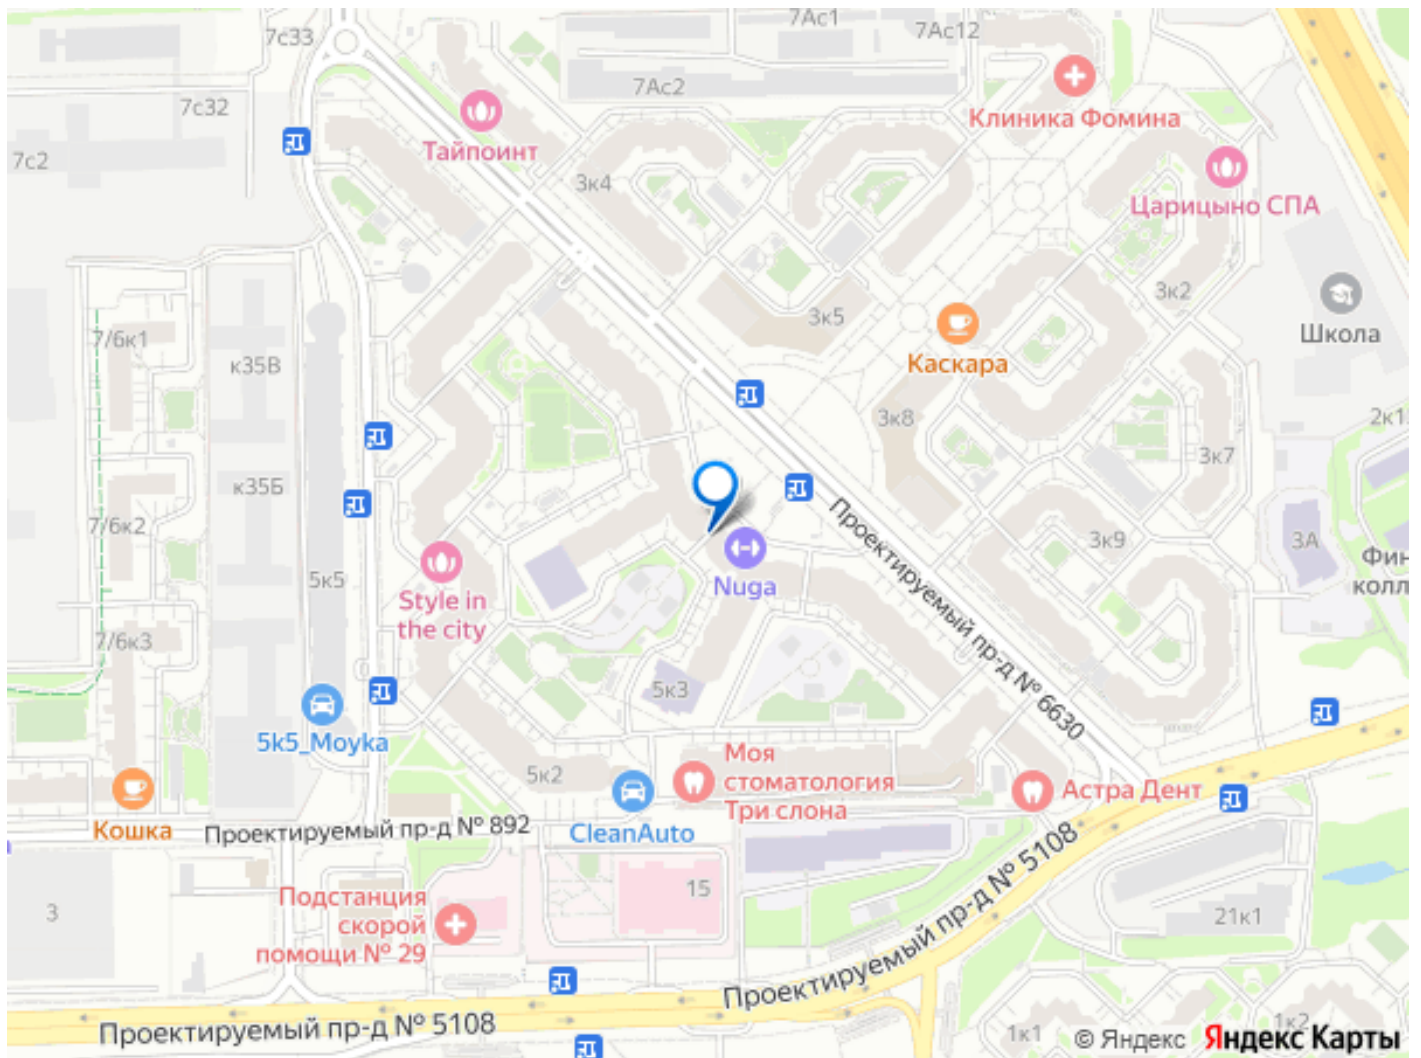 7с33
7Ас1
7Ас12
7Ас2
7с32
Клиника Фомина
Тайпоинт
7с2
3к4
Царицыно СПА
3к2
3к5
Школа
7/6к1
к35В
Каскара
3к8
2к1
3к7
к35Б
7/6к2
Проектируемый пр-д № 6630
3к9
3А
Фин
колл
5к5
Nuga
Style in
the city
7/6к3
5к3
5k5_Moyka
5к2
Моя
стоматология
Три слона
Астра Дент
Кошка
Проектируемый пр-д № 892
CleanAuto
Проектируемый пр-д № 5108
15
Подстанция
скорой
помощи № 29
3
21к1
Проектируемый пр-д № 5108
1к1
1к2
© Яндекс Яндекс Карты